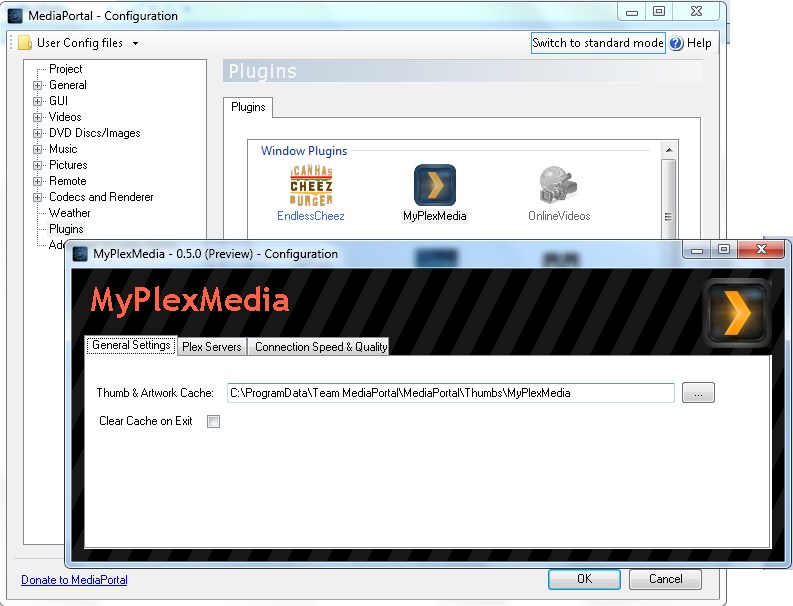 MediaPortal - Configuration
User Config files
Switch to standard mode
Help
Project
General
GUI
Videos
DVD Discs/Images
Music
Pictures
Remote
Codecs and Renderer
Weather
Plugins
Plugins
Plugins
Window Plugins
I CAN HAS
CHEEZ
BURGER
EndlessCheez
MyPlexMedia
OnlineVideos
MyPlexMedia - 0.5.0 (Preview) - Configuration
MyPlexMedia
General Settings
Plex Servers
Connection Speed & Quality
Thumb & Artwork Cache:
C:\ProgramData\Team MediaPortal\MediaPortal\Thumbs\MyPlexMedia
...
Clear Cache on Exit
Donate to MediaPortal
OK
Cancel